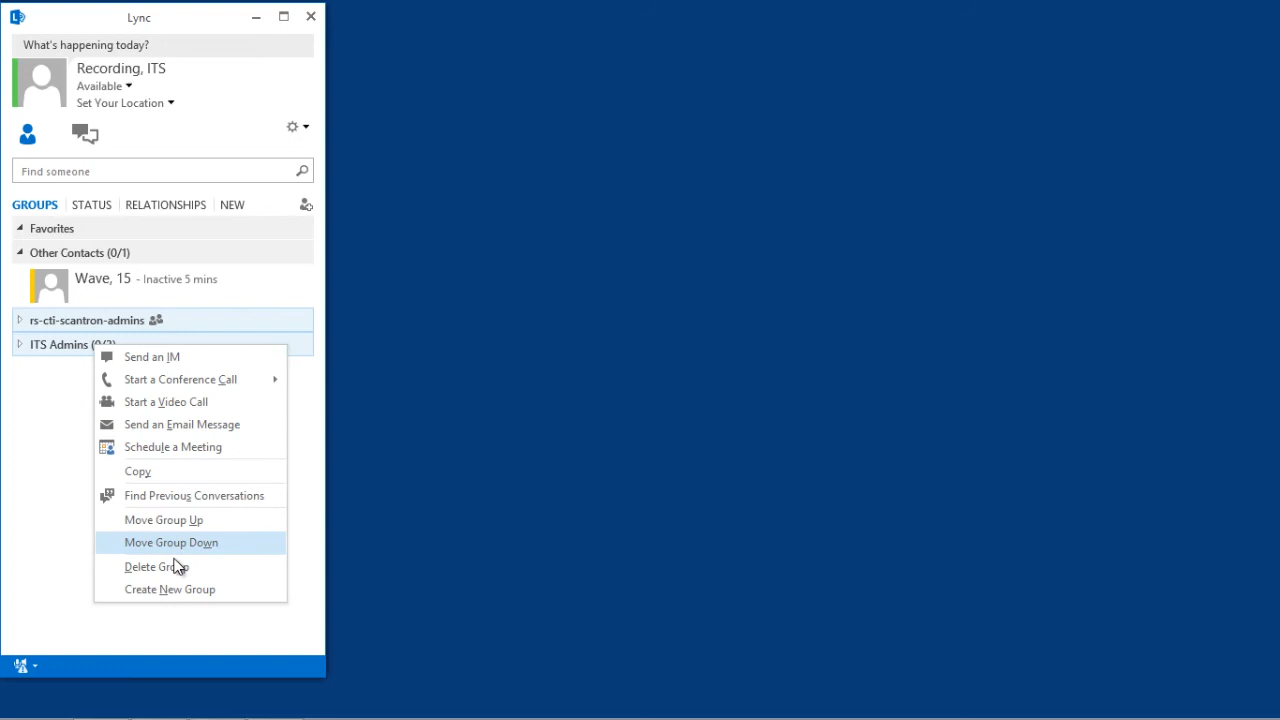 Lync
What's happening today?
Recording, ITS
Available
Set Your Location
Find someone
GROUPS STATUS RELATIONSHIPS NEW
Favorites
Other Contacts (0/1)
Wave, 15 - Inactive 5 mins
rs-cti-scantron-admins
ITS Admins
Send an IM
Start a Conference Call
Start a Video Call
Send an Email Message
Schedule a Meeting
Copy
Find Previous Conversations
Move Group Up
Move Group Down
Delete Group
Create New Group